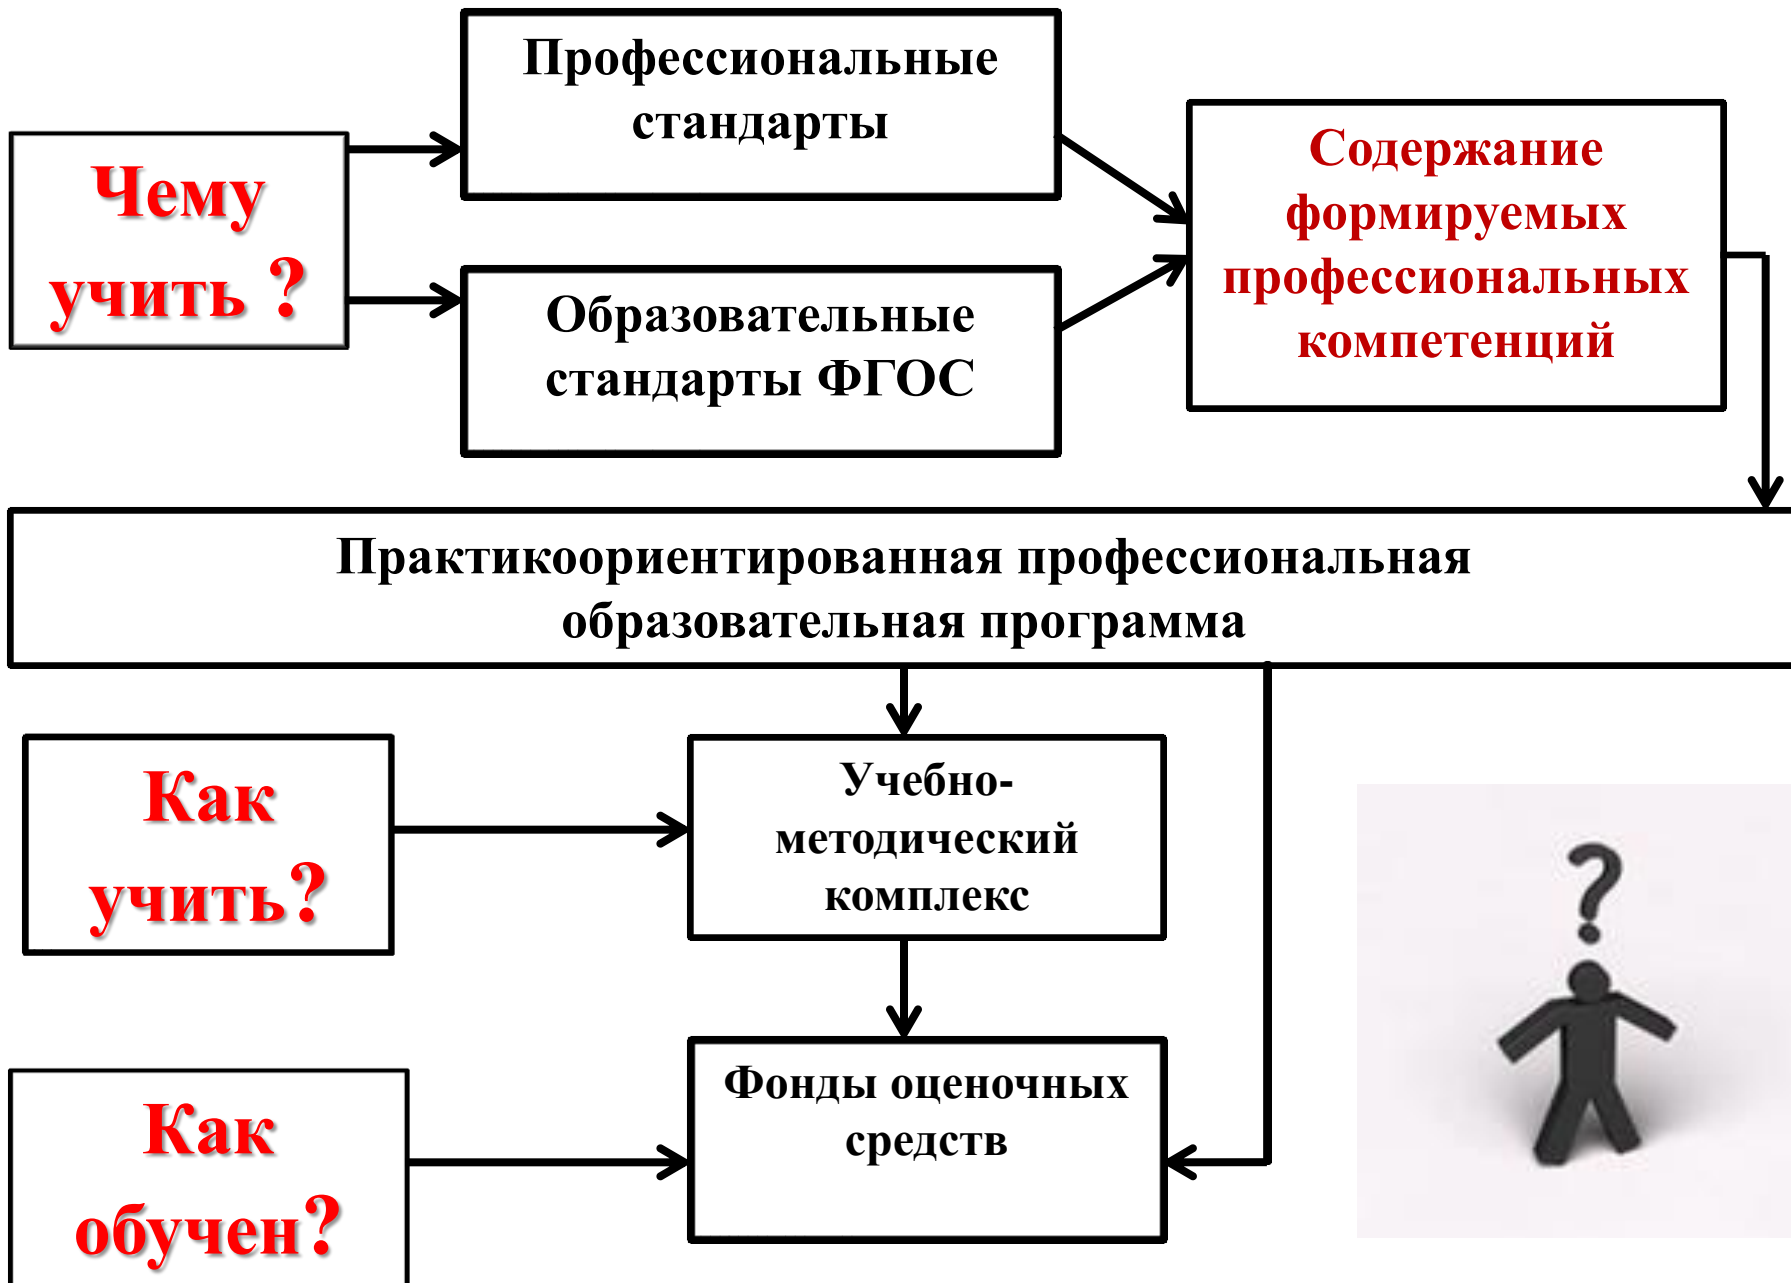 Профессиональные
стандарты
Чему
учить ?
Образовательные
стандарты ФГОС
Содержание
формируемых
профессиональных
компетенций
Практикоориентированная профессиональная
образовательная программа
Как
учить?
Учебно-
методический
комплекс
?
Как
обучен?
Фонды оценочных
средств